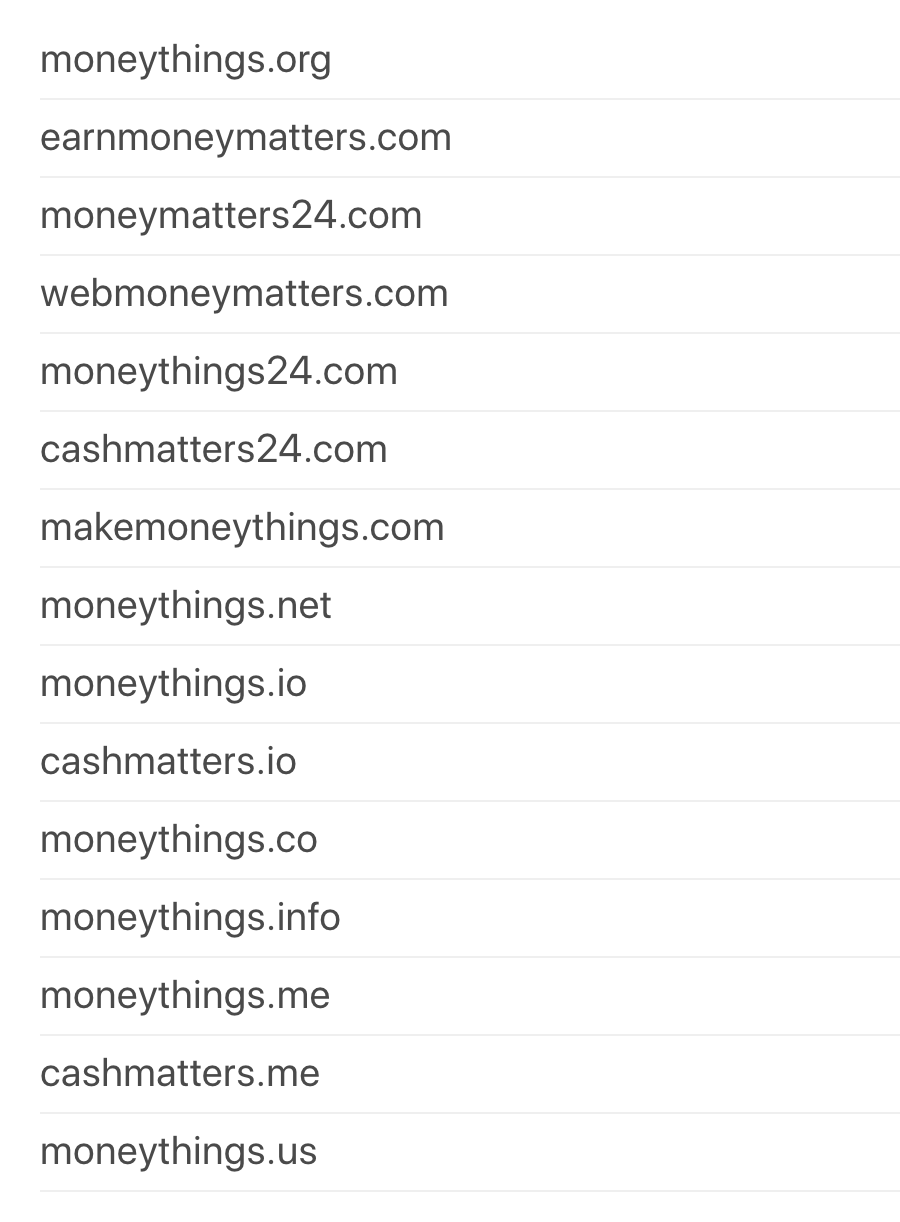 moneythings.org
earnmoneymatters.com
moneymatters24.com
webmoneymatters.com
moneythings24.com
cashmatters24.com
makemoneythings.com
moneythings.net
moneythings.io
cashmatters.io
moneythings.co
moneythings.info
moneythings.me
cashmatters.me
moneythings.us